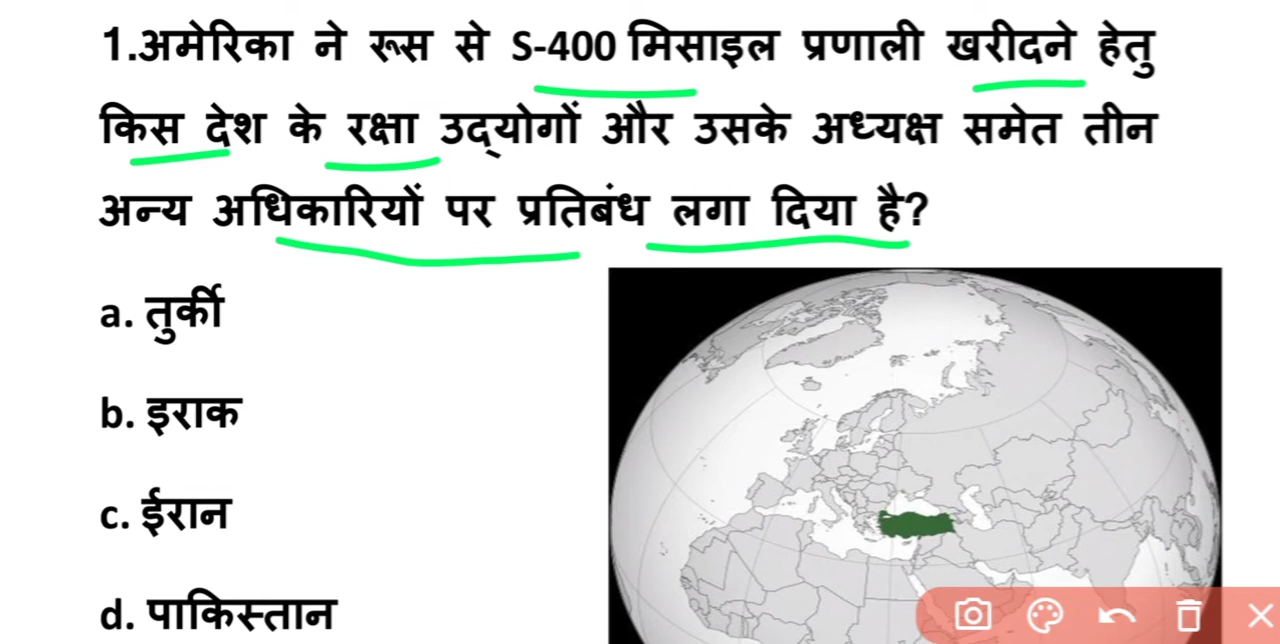 1.अमेरिका ने रूस से S-400 मिसाइल प्रणाली खरीदने हेतु
किस देश के रक्षा उद्योगों और उसके अध्यक्ष समेत तीन
अन्य अधिकारियों पर प्रतिबंध लगा दिया है?
a. तुर्की
b. इराक
c. ईरान
d. पाकिस्तान